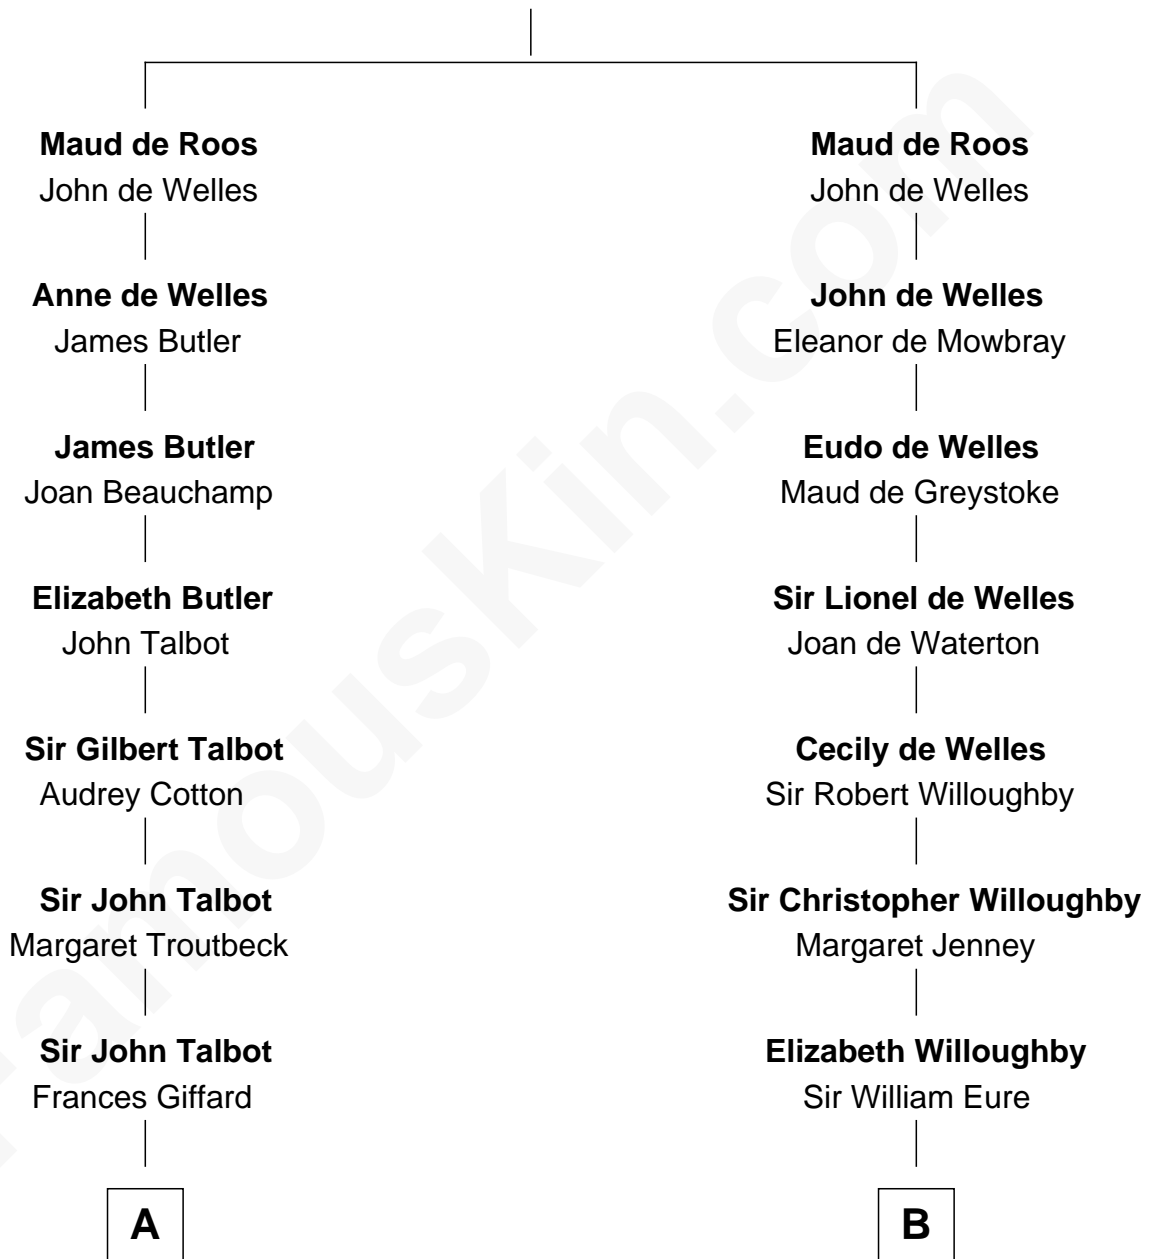 Maud de Roos
John de Welles
Anne de Welles
James Butler
James Butler
Joan Beauchamp
Elizabeth Butler
John Talbot
Sir Gilbert Talbot
Audrey Cotton
Sir John Talbot
Margaret Troutbeck
Sir John Talbot
Frances Giffard
A
Maud de Roos
John de Welles
John de Welles
Eleanor de Mowbray
Eudo de Welles
Maud de Greystoke
Sir Lionel de Welles
Joan de Waterton
Cecily de Welles
Sir Robert Willoughby
Sir Christopher Willoughby
Margaret Jenney
Elizabeth Willoughby
Sir William Eure
B
FamousKin.com